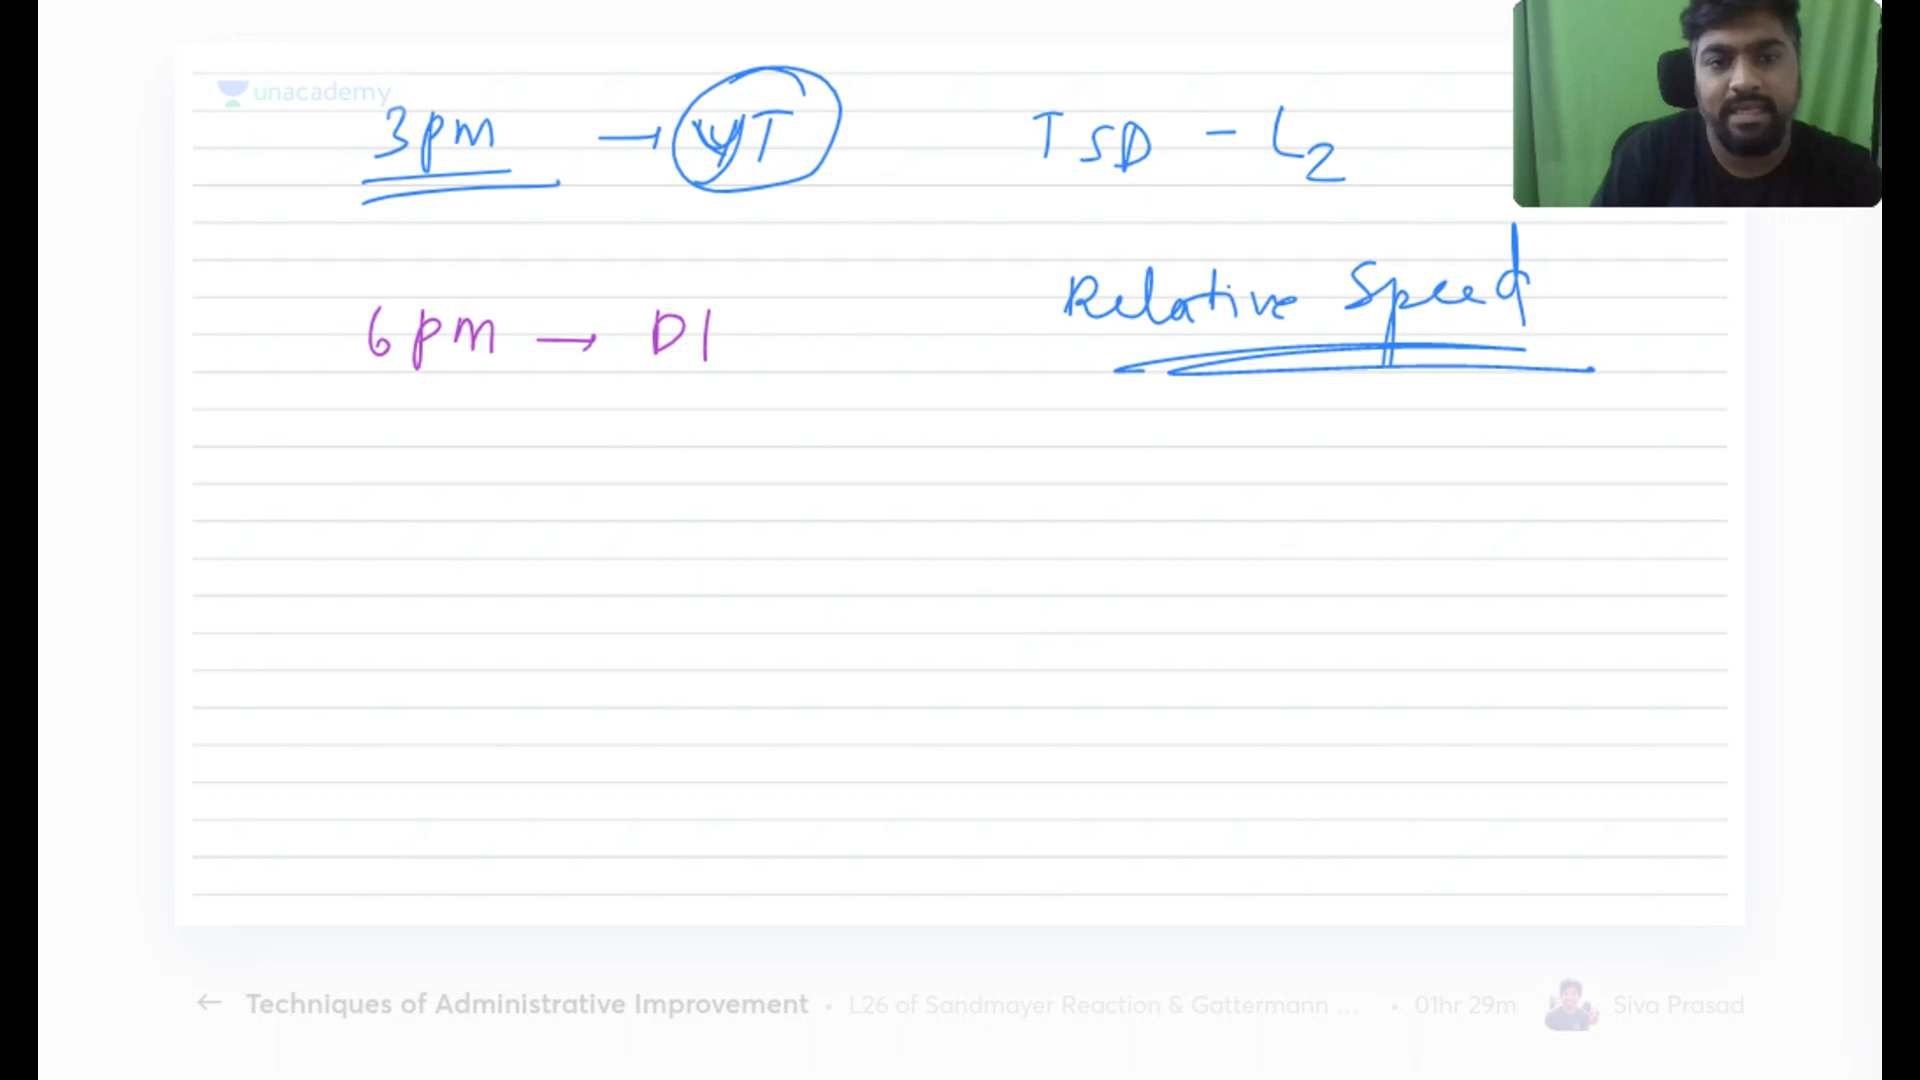 unacademy
3pm → YT TSD - L2
Relative Speed
6pm → DI
← Techniques of Administrative Improvement • L26 of Sandmayer Reaction & Gattermann ... • 01hr 29m Siva Prasad